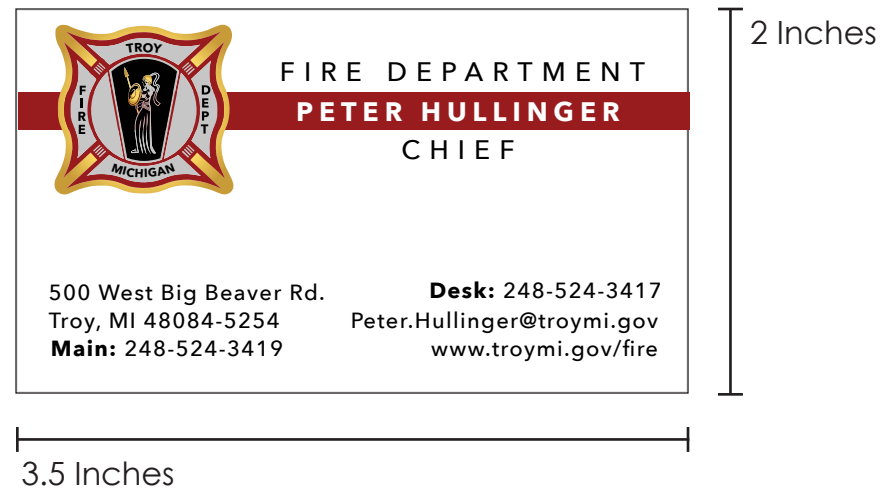 TROY
FIRE
DEPT
MICHIGAN
FIRE DEPARTMENT
PETER HULLINGER
CHIEF
500 West Big Beaver Rd.
Troy, MI 48084-5254
Main: 248-524-3419
Desk: 248-524-3417
Peter.Hullinger@troymi.gov
www.troymi.gov/fire
2 Inches
3.5 Inches